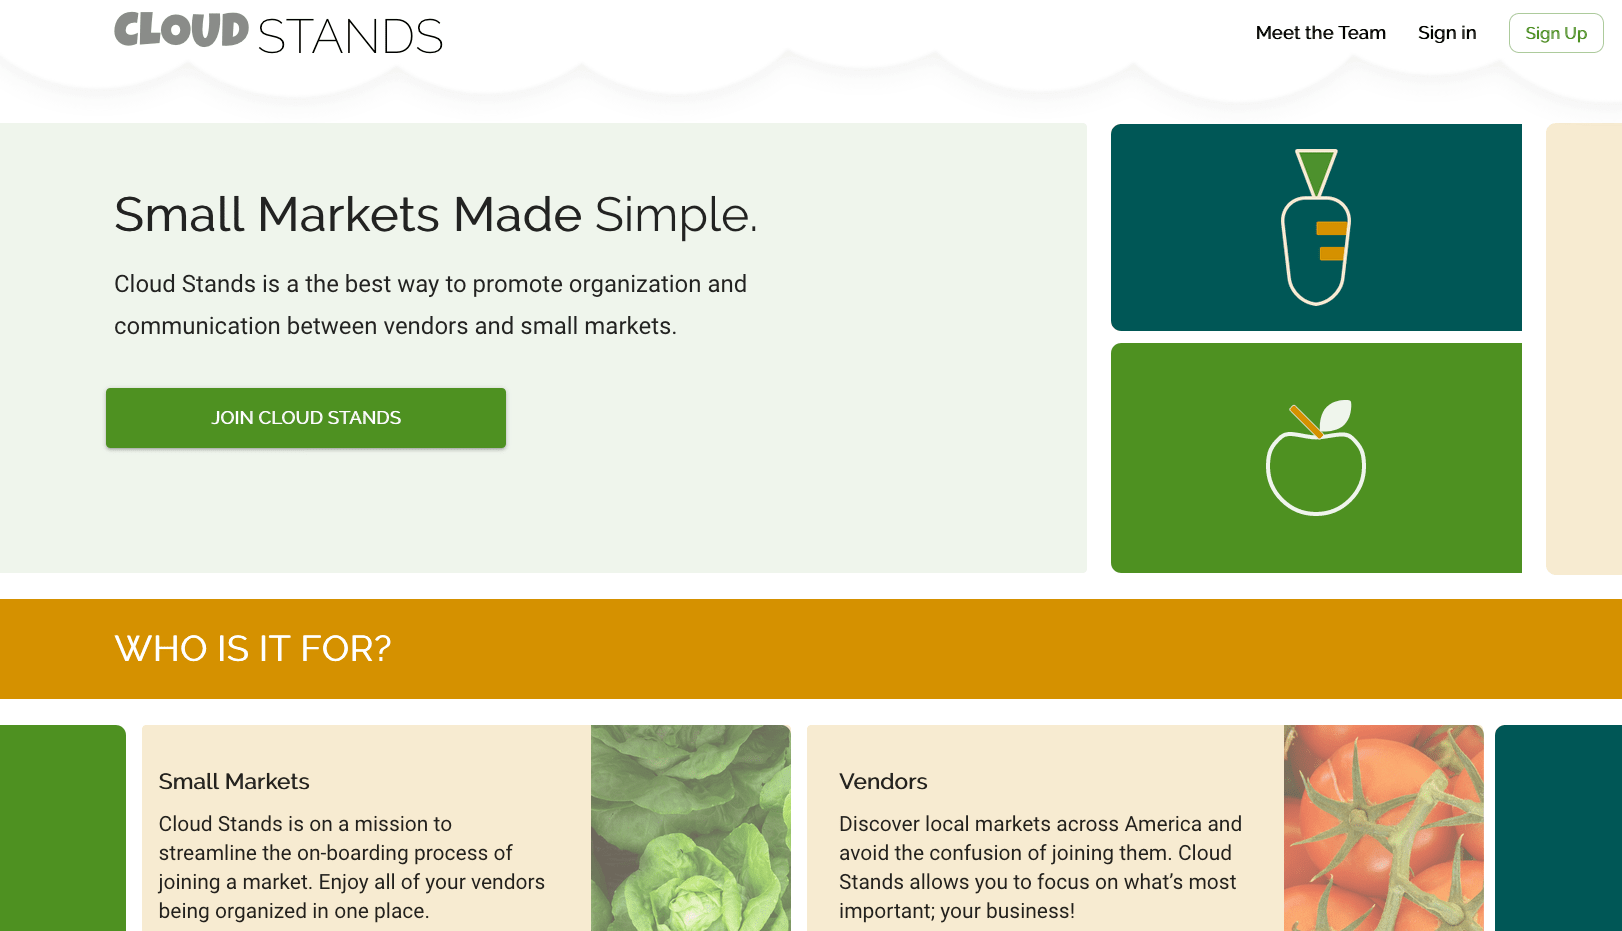 CLOUD STANDS
Meet the Team
Sign in
Sign Up
Small Markets Made Simple.
Cloud Stands is a the best way to promote organization and
communication between vendors and small markets.
JOIN CLOUD STANDS
WHO IS IT FOR?
Small Markets
Cloud Stands is on a mission to
streamline the on-boarding process of
joining a market. Enjoy all of your vendors
being organized in one place.
Vendors
Discover local markets across America and
avoid the confusion of joining them. Cloud
Stands allows you to focus on what’s most
important; your business!